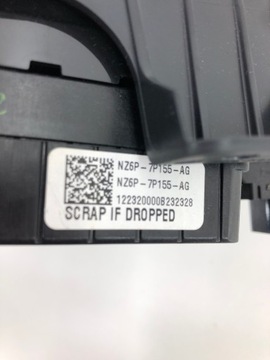 NZ6P-7P155-AG
NZ6P-7P155-AG
122320000B232328
SCRAP IF DROPPED